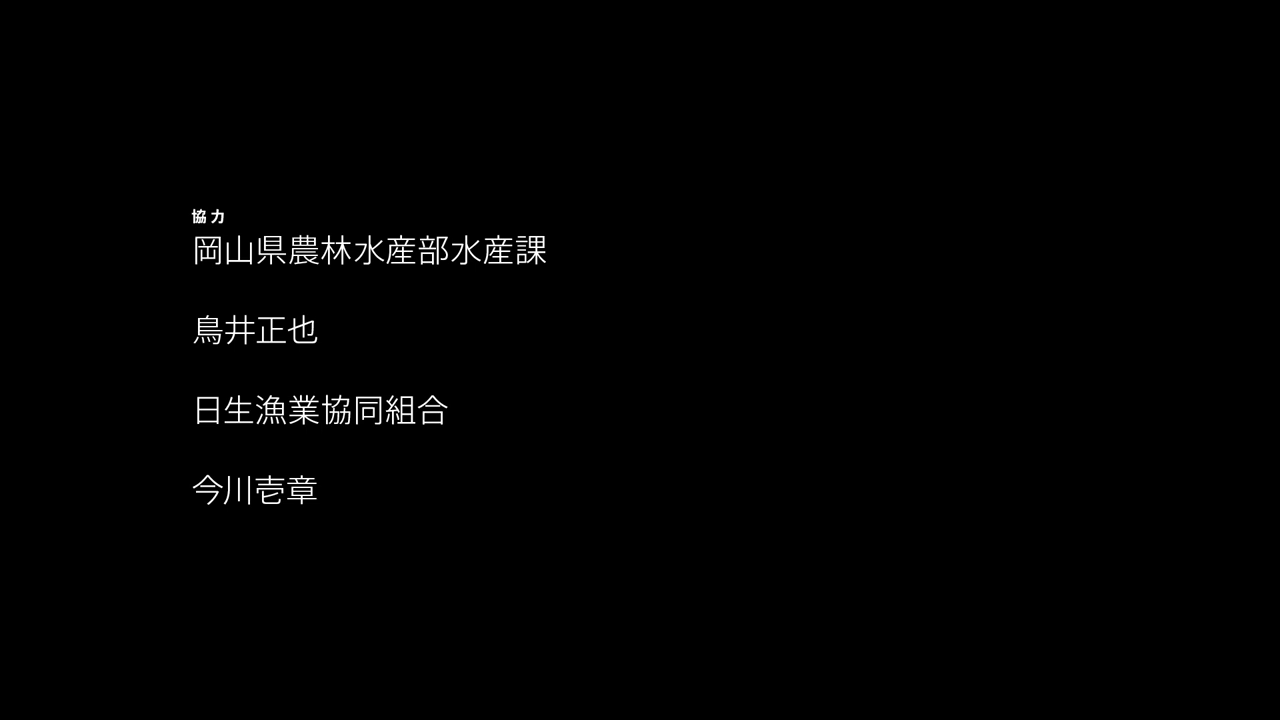 協力
岡山県農林水産部水産課
鳥井正也
日生漁業協同組合
今川壱章